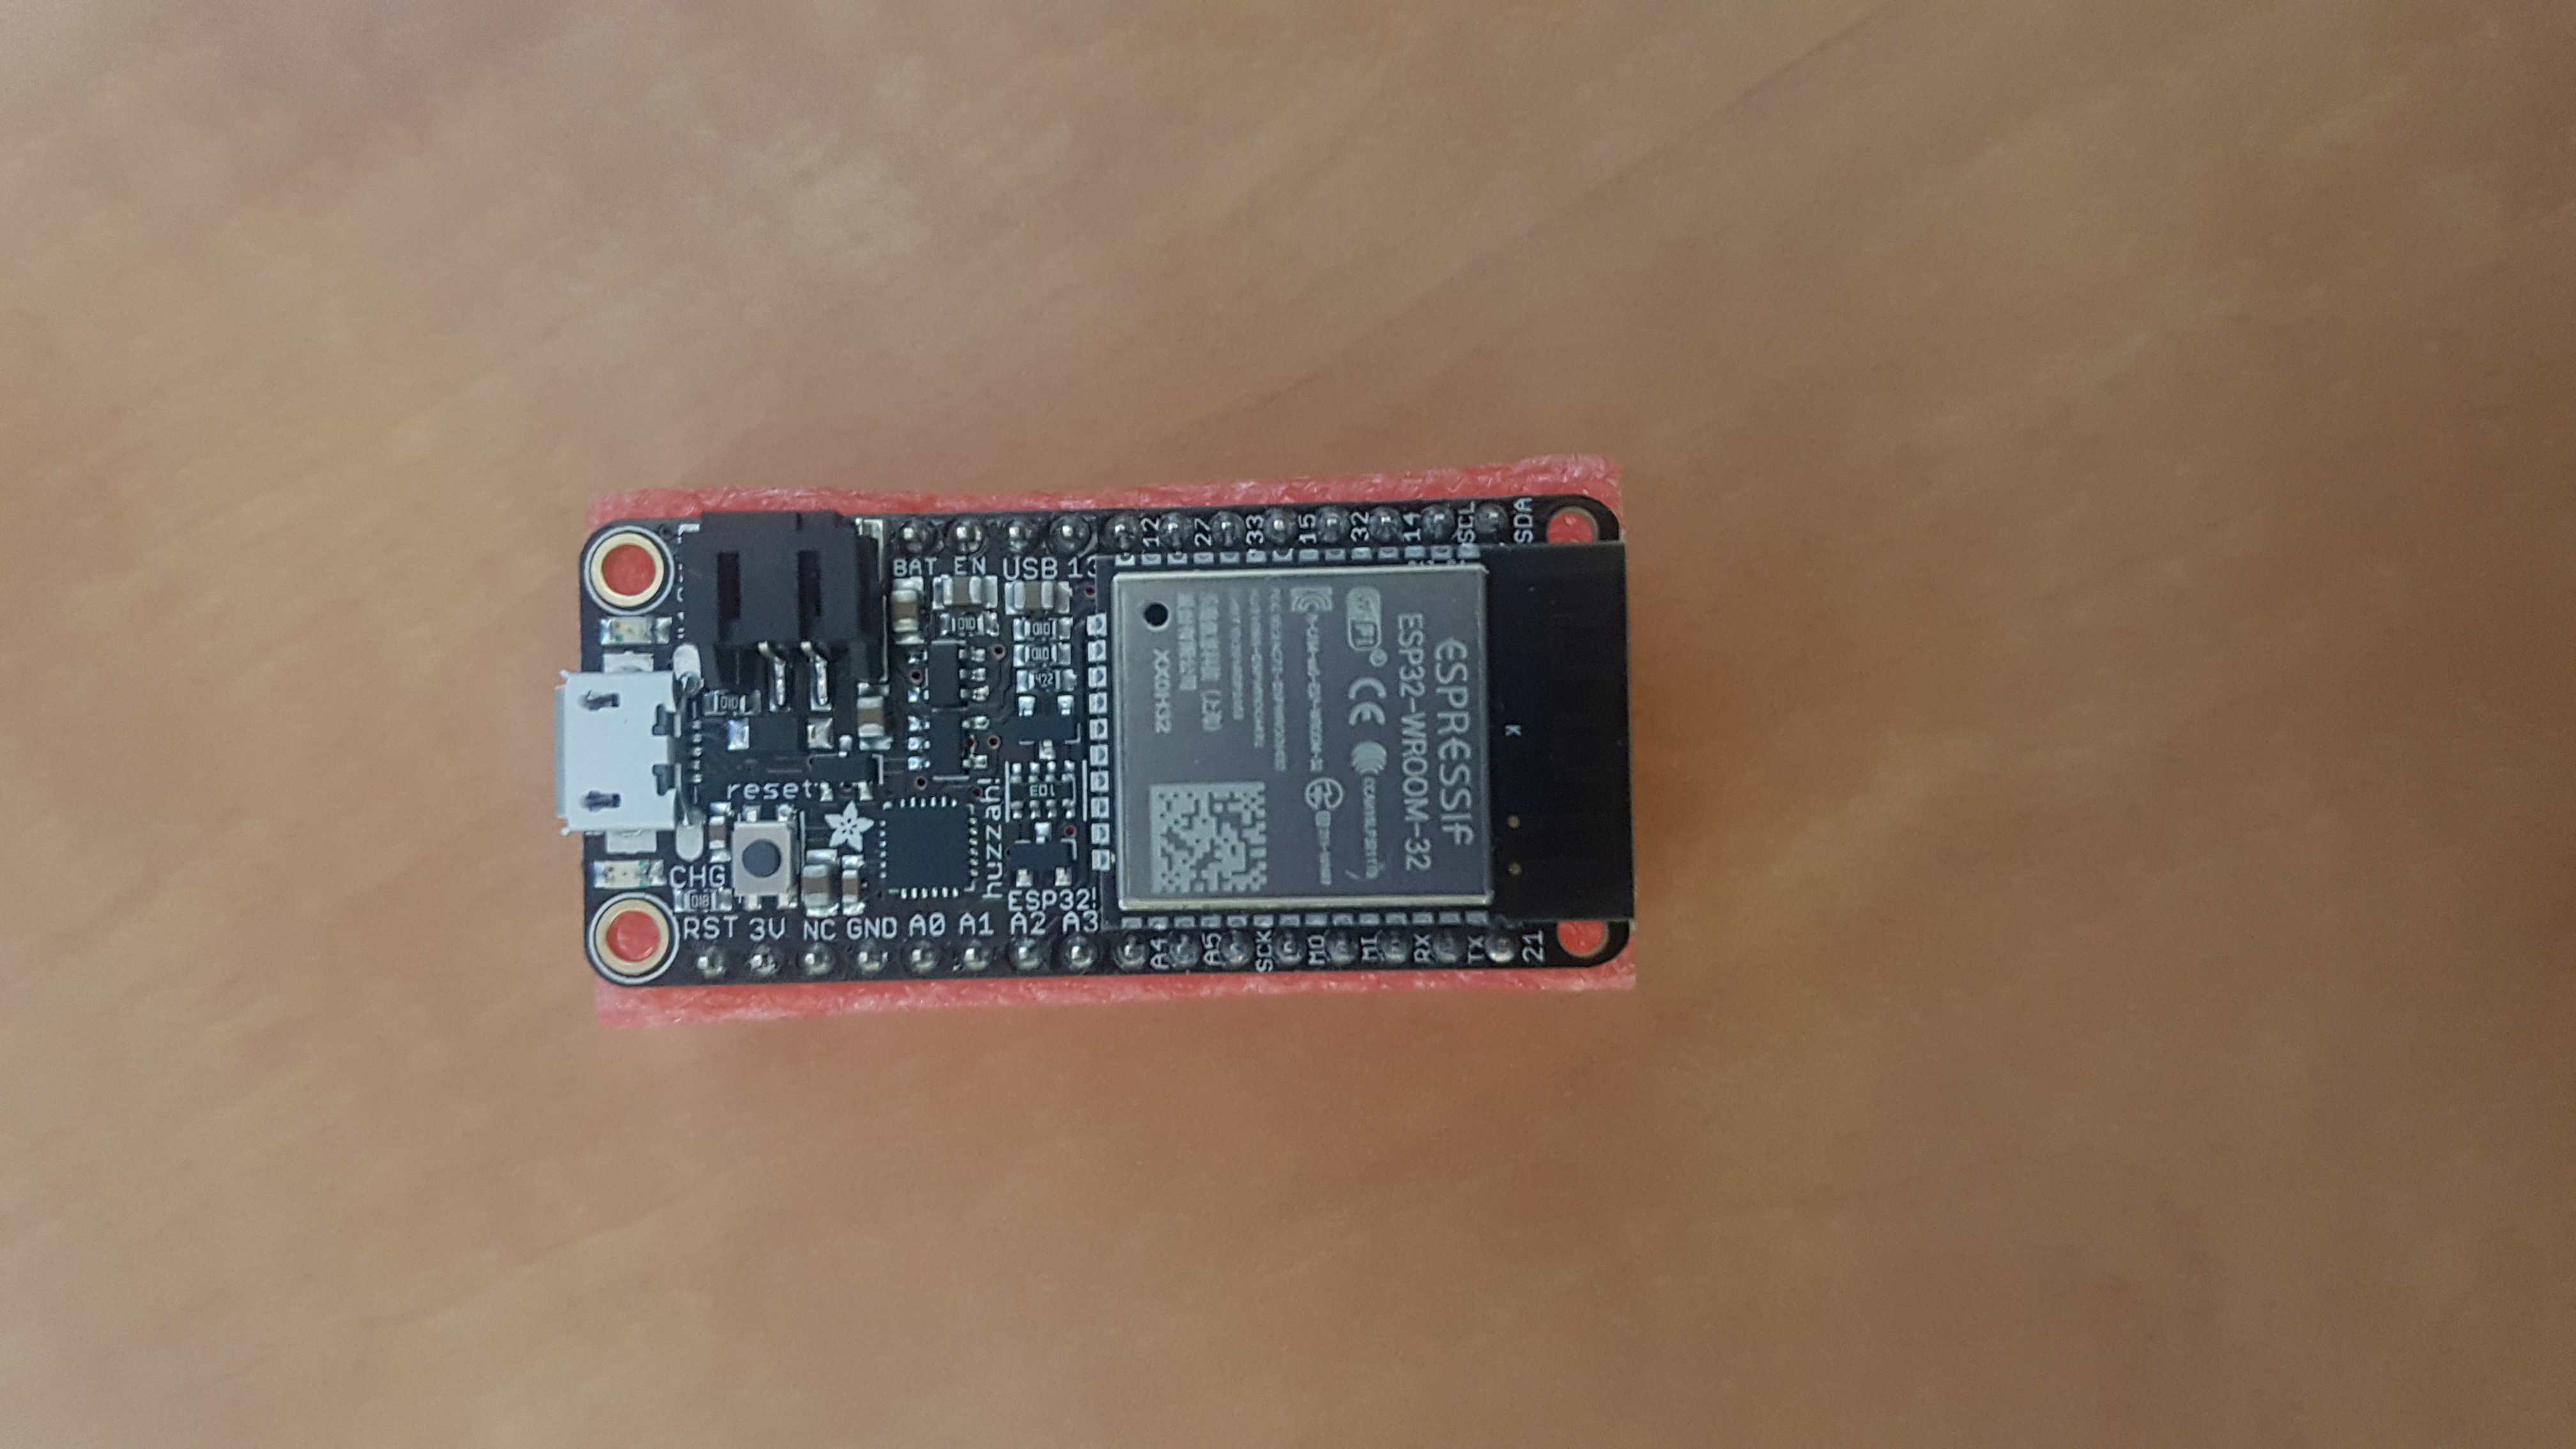 SDA
SCL
14
32
15
33
27
12
13
USB
EN
BAT
21
TX
RX
MI
MO
SCK
A5
A4
A3
A2
A1
A0
GND
NC
3V
RST
K
ESPRESSIF
ESP32-WROOM-32
Wi-Fi
CE
XX0H32
ESP32!
huzzah!
reset
CHG